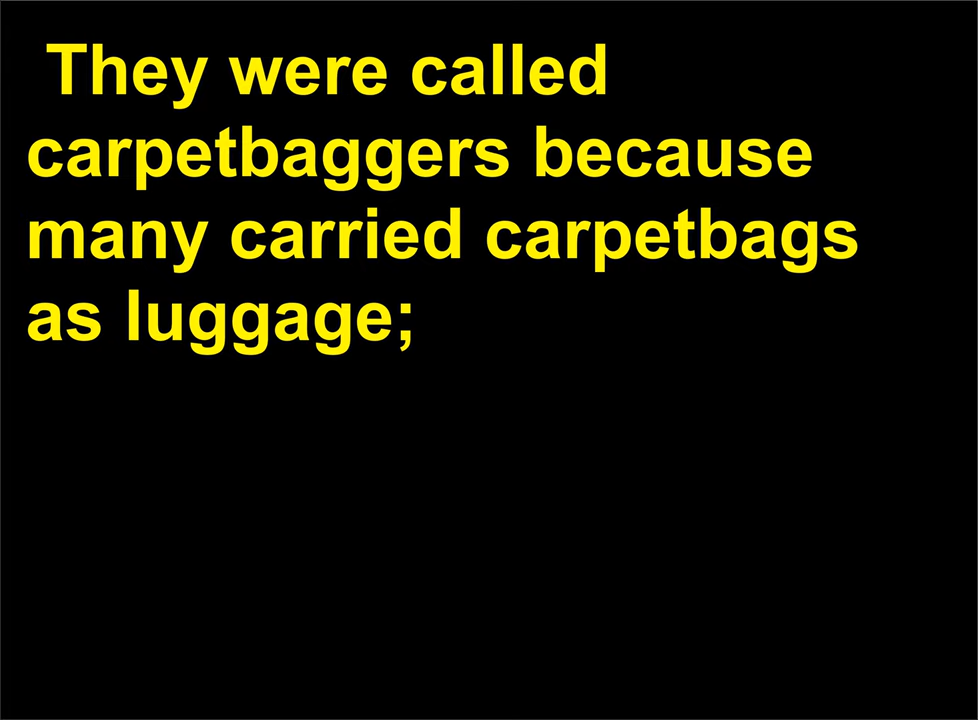 They were called
carpetbaggers because
many carried carpetbags
as luggage;